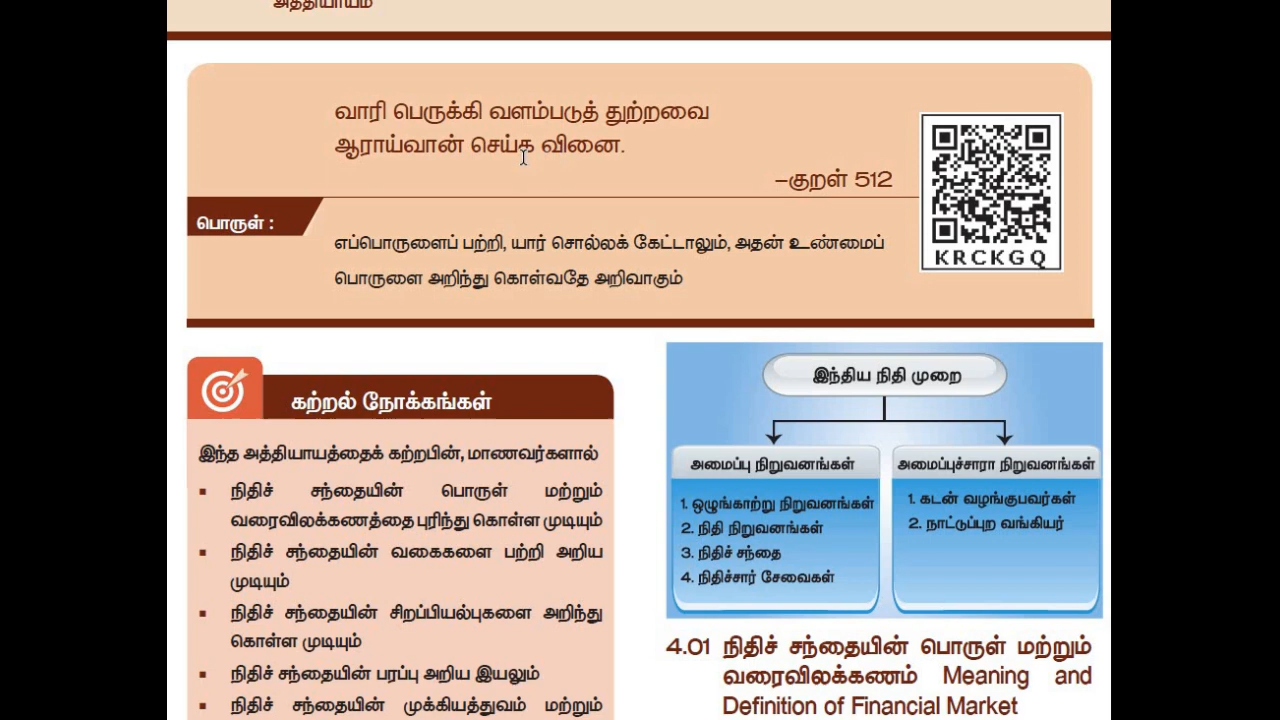 அத்தியாயம்
வாரி பெருக்கி வளம்படுத் துற்றவை
ஆராய்வான் செய்க வினை.
–குறள் 512
பொருள் :
எப்பொருளைப் பற்றி, யார் சொல்லக் கேட்டாலும், அதன் உண்மைப்
பொருளை அறிந்து கொள்வதே அறிவாகும்
KRCKGQ
கற்றல் நோக்கங்கள்
இந்த அத்தியாயத்தைக் கற்றபின், மாணவர்களால்
▪ நிதிச் சந்தையின் பொருள் மற்றும்
வரைவிலக்கணத்தை புரிந்து கொள்ள முடியும்
▪ நிதிச் சந்தையின் வகைகளை பற்றி அறிய
முடியும்
▪ நிதிச் சந்தையின் சிறப்பியல்புகளை அறிந்து
கொள்ள முடியும்
▪ நிதிச் சந்தையின் பரப்பு அறிய இயலும்
▪ நிதிச் சந்தையின் முக்கியத்துவம் மற்றும்
இந்திய நிதி முறை
அமைப்பு நிறுவனங்கள்
1. ஒழுங்காற்று நிறுவனங்கள்
2. நிதி நிறுவனங்கள்
3. நிதிச் சந்தை
4. நிதிச்சார் சேவைகள்
அமைப்புச்சாரா நிறுவனங்கள்
1. கடன் வழங்குபவர்கள்
2. நாட்டுப்புற வங்கியர்
4.01 நிதிச் சந்தையின் பொருள் மற்றும்
வரைவிலக்கணம் Meaning and
Definition of Financial Market